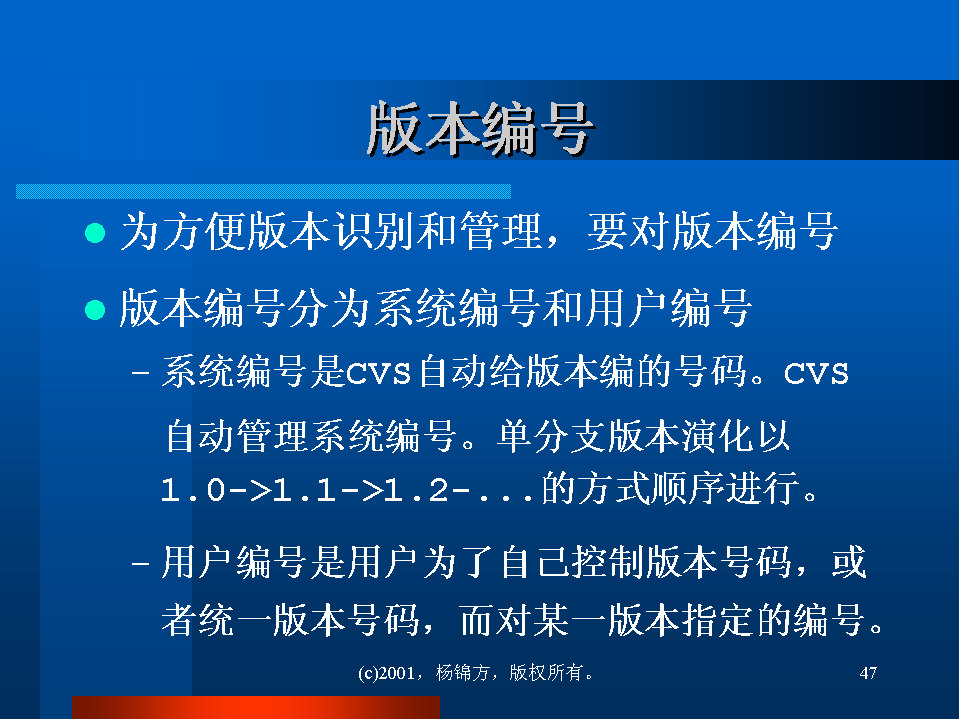 版本编号
为方便版本识别和管理，要对版本编号
版本编号分为系统编号和用户编号
– 系统编号是CVS自动给版本编的号码。CVS
自动管理系统编号。单分支版本演化以
1.0->1.1->1.2-...的方式顺序进行。
– 用户编号是用户为了自己控制版本号码，或
者统一版本号码，而对某一版本指定的编号。
(c)2001，杨锦方，版权所有。
47